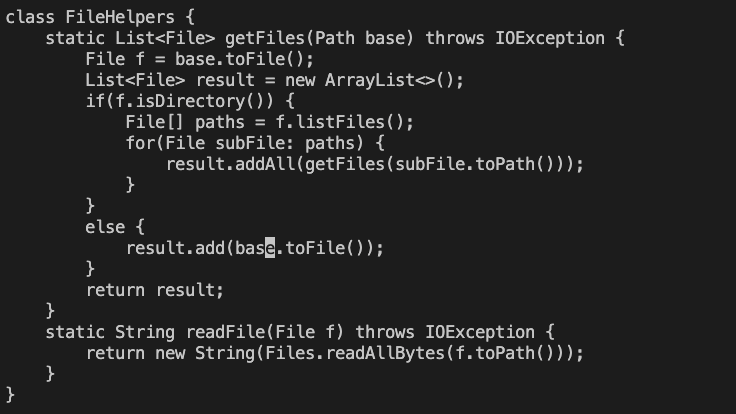 class FileHelpers {
    static List<File> getFiles(Path base) throws IOException {
        File f = base.toFile();
        List<File> result = new ArrayList<>();
        if(f.isDirectory()) {
            File[] paths = f.listFiles();
            for(File subFile: paths) {
                result.addAll(getFiles(subFile.toPath()));
            }
        }
        else {
            result.add(base.toFile());
        }
        return result;
    }
    static String readFile(File f) throws IOException {
        return new String(Files.readAllBytes(f.toPath()));
    }
}